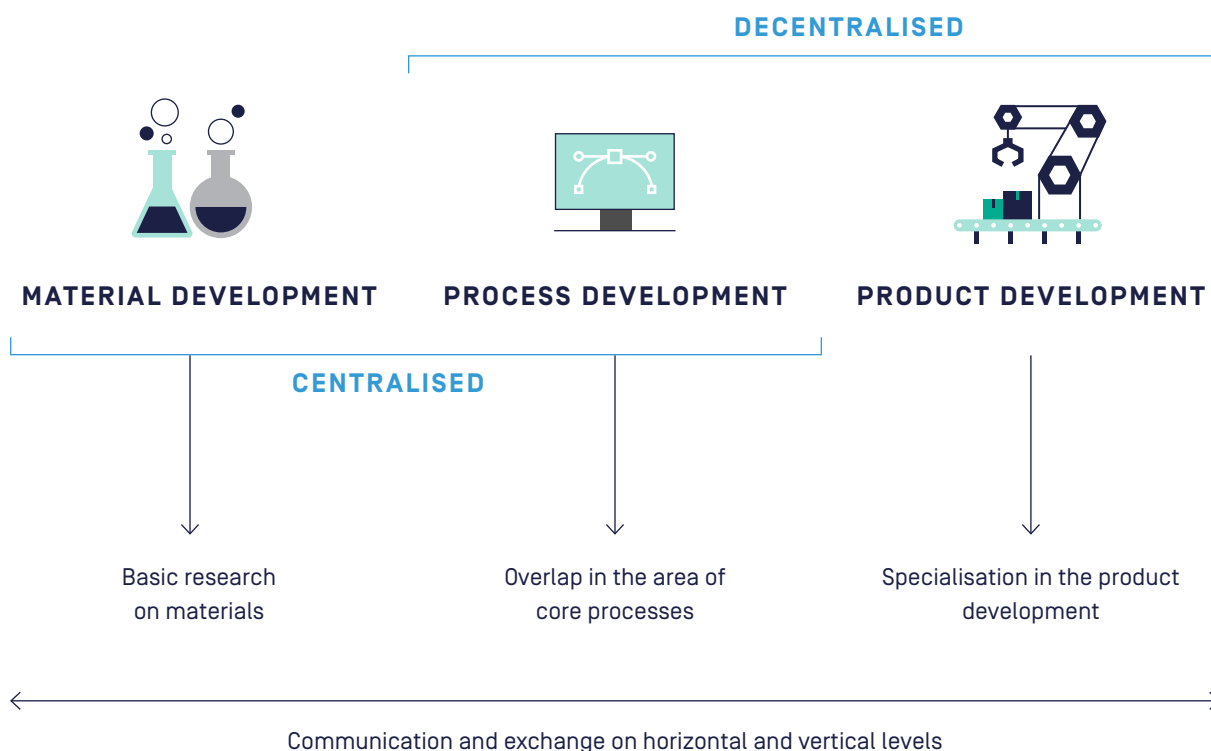 DECENTRALISED
MATERIAL DEVELOPMENT
PROCESS DEVELOPMENT
PRODUCT DEVELOPMENT
CENTRALISED
Basic research
on materials
Overlap in the area of
core processes
Specialisation in the product
development
Communication and exchange on horizontal and vertical levels